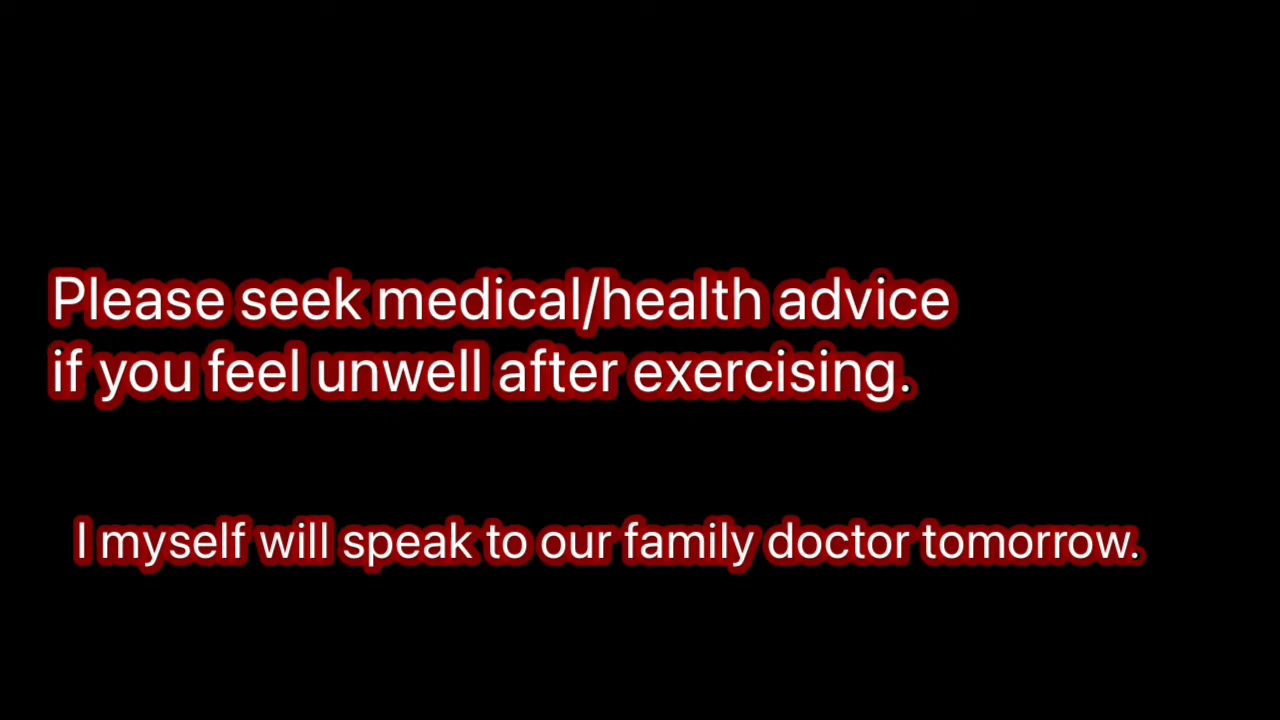 Please seek medical/health advice
if you feel unwell after exercising.
I myself will speak to our family doctor tomorrow.